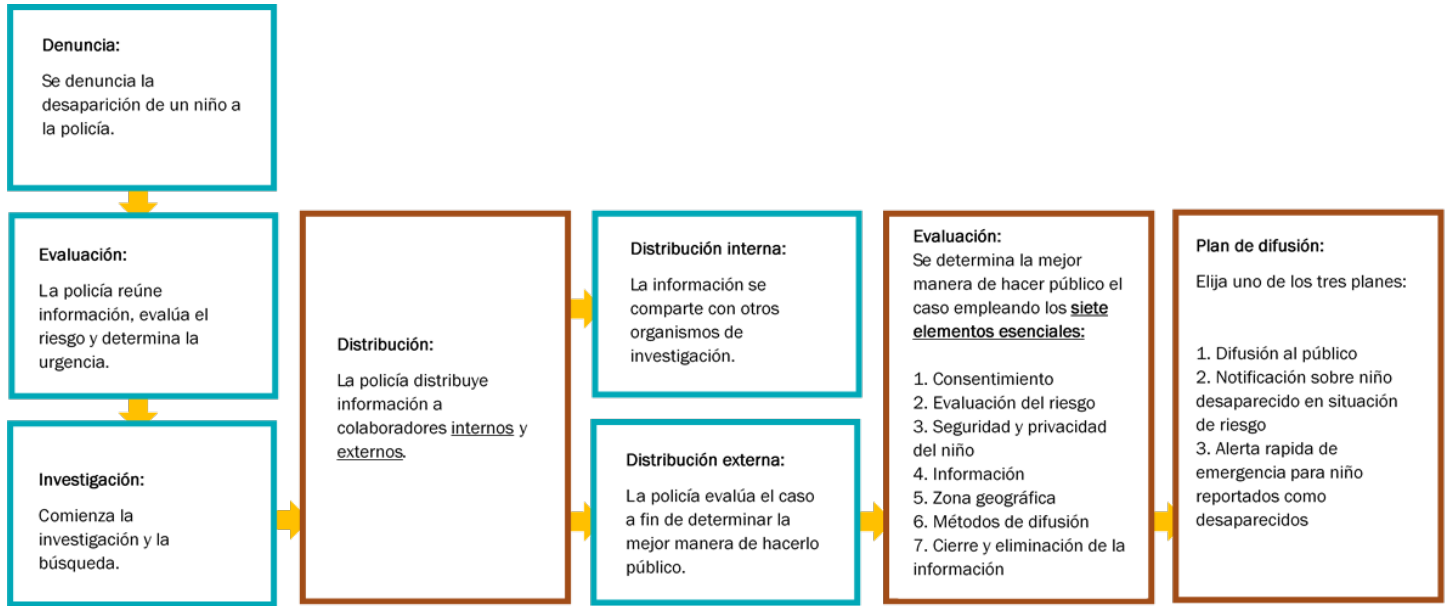 Denuncia:
Se denuncia la
desaparición de un niño a
la policía.
Evaluación:
La policía reúne
información, evalúa el
riesgo y determina la
urgencia.
Investigación:
Comienza la
investigación y la
búsqueda.
Distribución:
La policía distribuye
información a
colaboradores internos y
externos.
Distribución interna:
La información se
comparte con otros
organismos de
investigación.
Distribución externa:
La policía evalúa el caso
a fin de determinar la
mejor manera de hacerlo
público.
Evaluación:
Se determina la mejor
manera de hacer público el
caso empleando los siete
elementos esenciales:
1. Consentimiento
2. Evaluación del riesgo
3. Seguridad y privacidad
del niño
4. Información
5. Zona geográfica
6. Métodos de difusión
7. Cierre y eliminación de la
información
Plan de difusión:
Elija uno de los tres planes:
1. Difusión al público
2. Notificación sobre niño
desaparecido en situación
de riesgo
3. Alerta rapida de
emergencia para niño
reportados como
desaparecidos